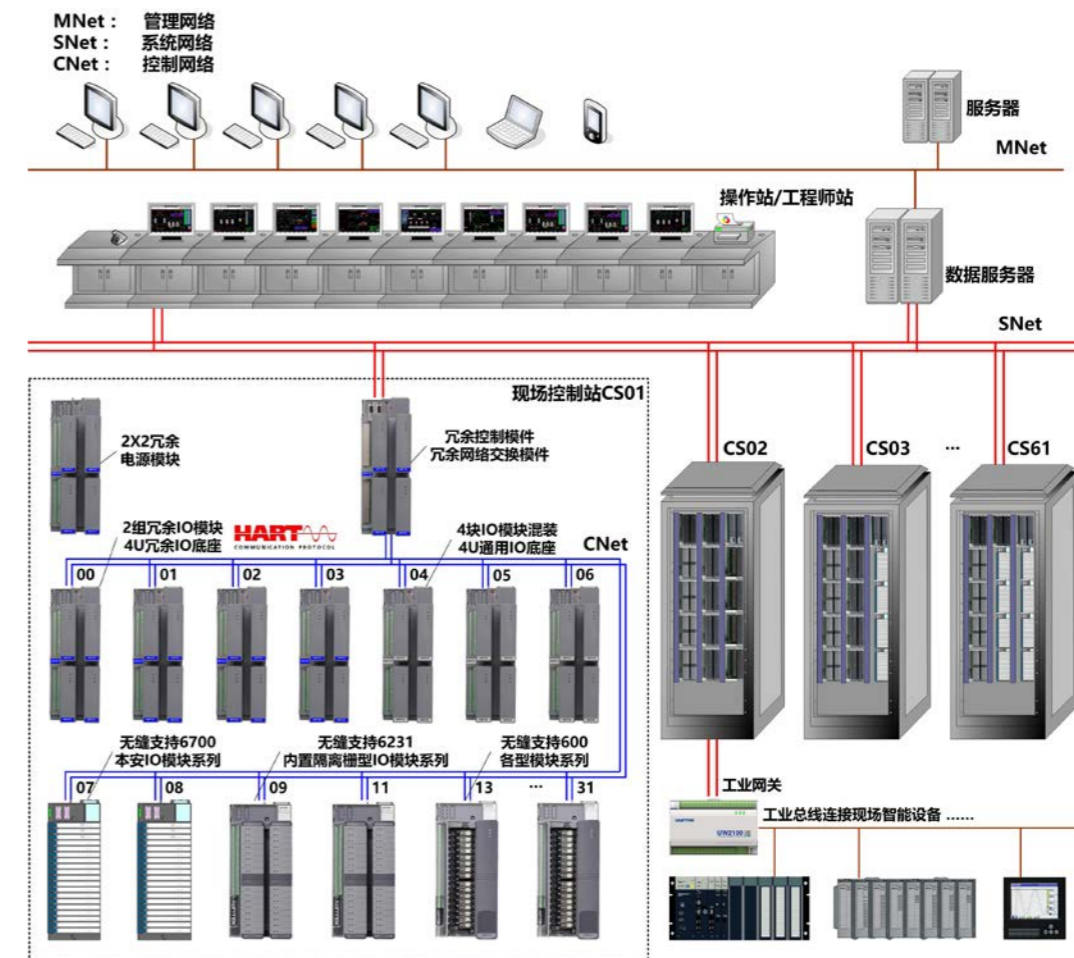 MNet： 管理网络
SNet： 系统网络
CNet： 控制网络
服务器
MNet
操作站/工程师站
数据服务器
SNet
现场控制站CS01
2X2冗余
电源模块
冗余控制模件
冗余网络交换模件
CS02
CS03
...
CS61
2组冗余IO模块
4U冗余IO底座
HART
COMMUNICATION PROTOCOL
4块IO模块混装
4U通用IO底座
CNet
00
01
02
03
04
05
06
无缝支持6700
本安IO模块系列
无缝支持6231
内置隔离栅型IO模块系列
无缝支持600
各型模块系列
07
08
09
11
13
...
31
工业网关
工业总线连接现场智能设备 ......